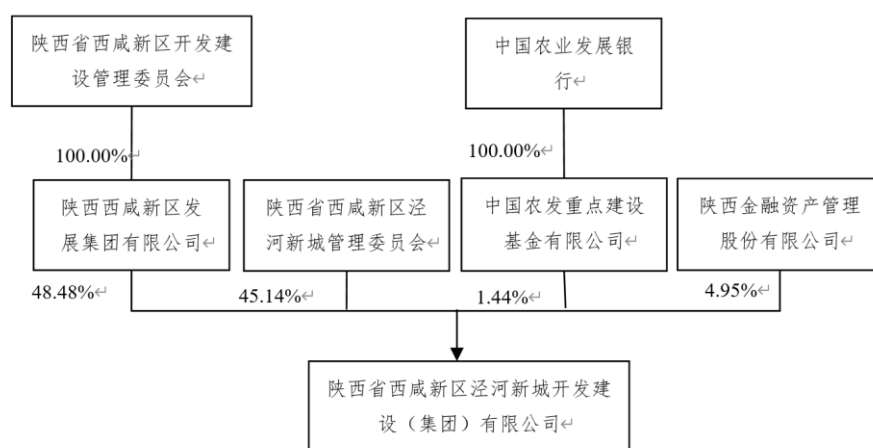 陕西省西咸新区开发建
设管理委员会↵
中国农业发展银
行↵
100.00%↵
100.00%↵
陕西西咸新区发
展集团有限公司↵
陕西省西咸新区泾
河新城管理委员会↵
中国农发重点建设
基金有限公司↵
陕西金融资产管理
股份有限公司↵
48.48%↵
45.14%↵
1.44%↵
4.95%↵
陕西省西咸新区泾河新城开发建
设（集团）有限公司↵